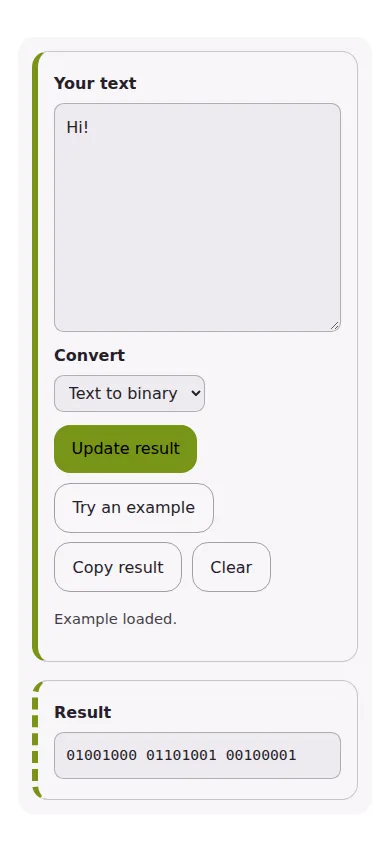 Your text
Hi!
Convert
Text to binary
Update result
Try an example
Copy result Clear
Example loaded.
Result
01001000 01101001 00100001